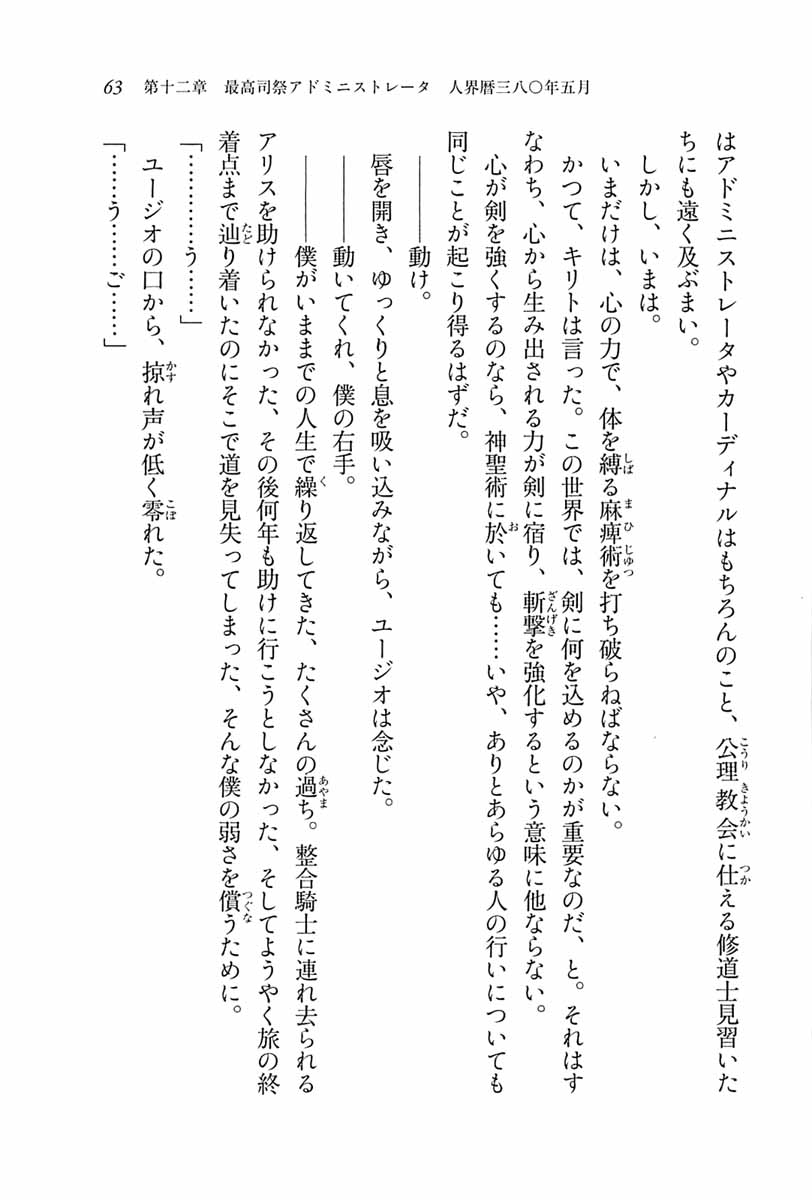 63　第十二章　最高司祭アドミニストレータ　人界暦三八〇年五月
はアドミニストレータやカーディナルはもちろんのこと、公理教会に仕える修道士見習いた
ちにも遠く及ぶまい。
しかし、いまは。
いまだけは、心の力で、体を縛る麻痺術を打ち破らねばならない。
かつて、キリトは言った。この世界では、剣に何を込めるのかが重要なのだ、と。それはす
なわち、心から生み出される力が剣に宿り、斬撃を強化するという意味に他ならない。
心が剣を強くするのなら、神聖術に於いても……いや、ありとあらゆる人の行いについても
同じことが起こり得るはずだ。
――――動け。
唇を開き、ゆっくりと息を吸い込みながら、ユージオは念じた。
――――動いてくれ、僕の右手。
――――僕がいままでの人生で繰り返してきた、たくさんの過ち。整合騎士に連れ去られる
アリスを助けられなかった、その後何年も助けに行こうとしなかった、そしてようやく旅の終
着点まで辿り着いたのにそこで道を見失ってしまった、そんな僕の弱さを償うために。
「…………う……」
ユージオの口から、掠れ声が低く零れた。
「……う……ご……」